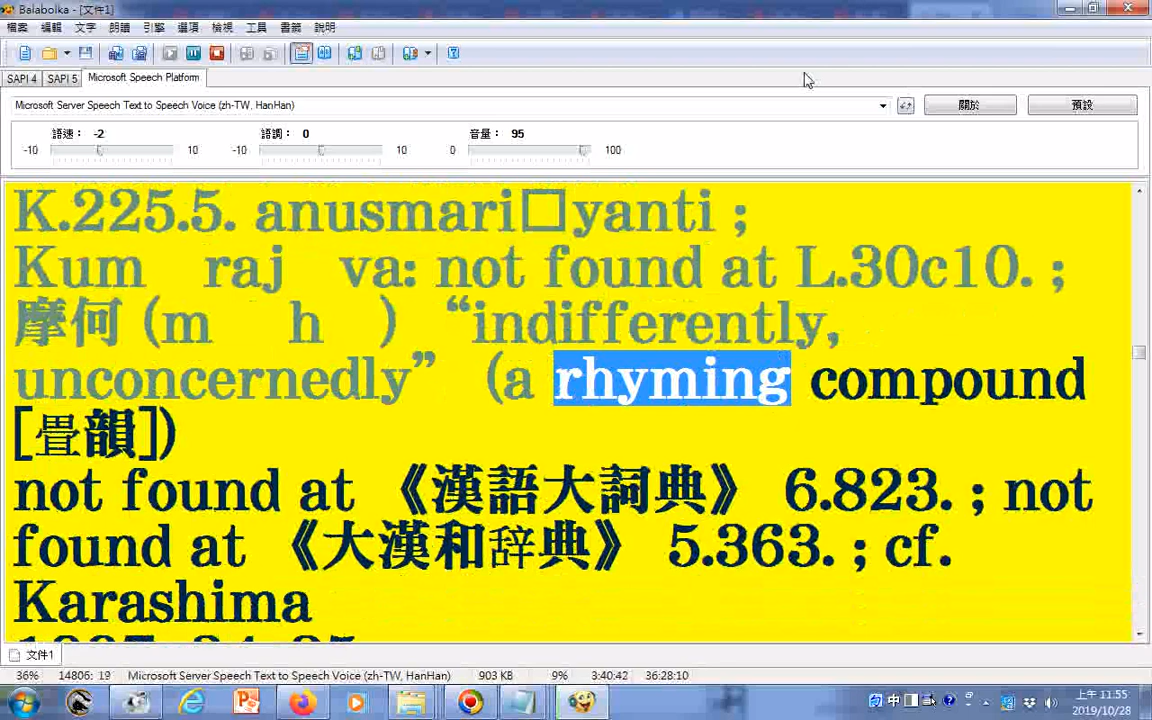 Balabolka - [文件1]
檔案 編輯 文字 朗讀 引擎 選項 檢視 工具 書籤 說明
SAPI 4 SAPI 5 Microsoft Speech Platform
Microsoft Server Speech Text to Speech Voice (zh-TW, HanHan) 關於 預設
語速： -2 語調： 0 音量： 95
-10 10 -10 10 0 100
K.225.5. anusmari□yanti ;
Kum raj va: not found at L.30c10. ;
摩何 (m h ) “indifferently,
unconcernedly” (a rhyming compound
[畳韻])
not found at 《漢語大詞典》 6.823. ; not
found at 《大漢和辞典》 5.363. ; cf.
Karashima
文件1
36% 14806: 19 Microsoft Server Speech Text to Speech Voice (zh-TW, HanHan) 903 KB 9% 3:40:42 36:28:10
中 上午 11:55
2019/10/28